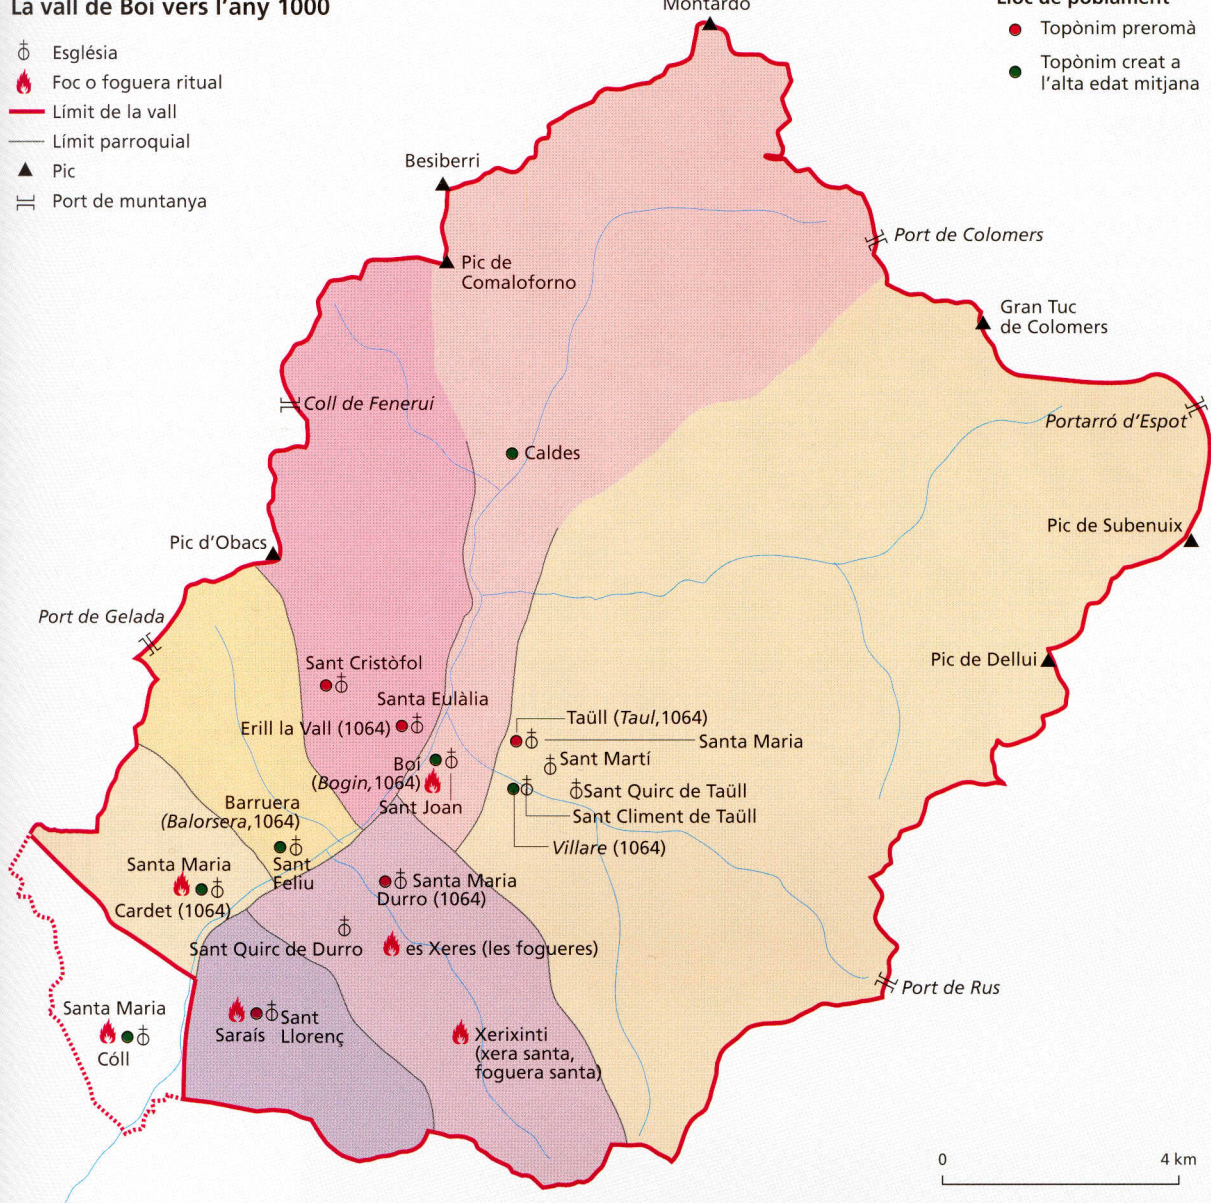 La vall de Boí vers l'any 1000
Església
Foc o foguera ritual
Límit de la vall
Límit parroquial
Pic
Port de muntanya
Lloc de poblament
Topònim preromà
Topònim creat a
l'alta edat mitjana
Montardo
Besiberri
Pic de
Comaloforno
Port de Colomers
Gran Tuc
de Colomers
Coll de Fenerui
Portarró d'Espot
Caldes
Pic de Subenuix
Pic d'Obacs
Port de Gelada
Pic de Dellui
Sant Cristòfol
Santa Eulàlia
Erill la Vall (1064)
Taüll (Taul,1064)
Santa Maria
Sant Martí
Boí
(Bogin,1064)
Sant Joan
Sant Quirc de Taüll
Sant Climent de Taüll
Villare (1064)
Barruera
(Balorsera,1064)
Sant
Feliu
Santa Maria
Cardet (1064)
Santa Maria
Durro (1064)
Sant Quirc de Durro
es Xeres (les fogueres)
Port de Rus
Santa Maria
Cóll
Saraís
Sant
Llorenç
Xerixinti
(xera santa,
foguera santa)
0
4 km